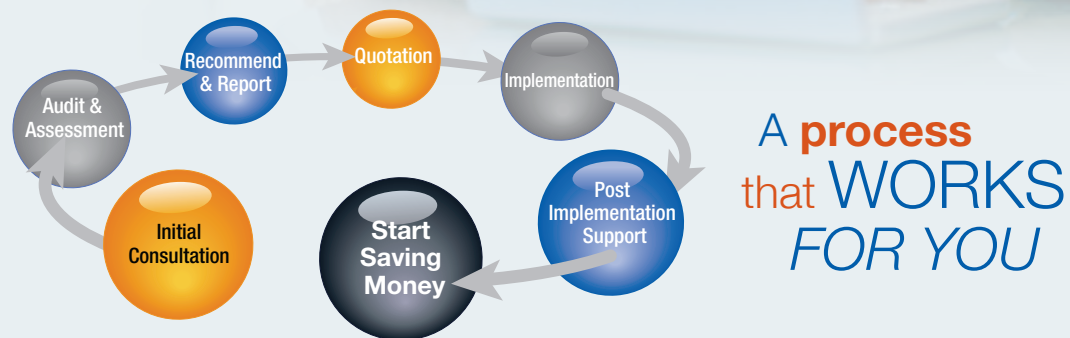 Initial
Consultation
Audit &
Assessment
Recommend
& Report
Quotation
Implementation
Post
Implementation
Support
Start
Saving
Money
A process
that WORKS
FOR YOU